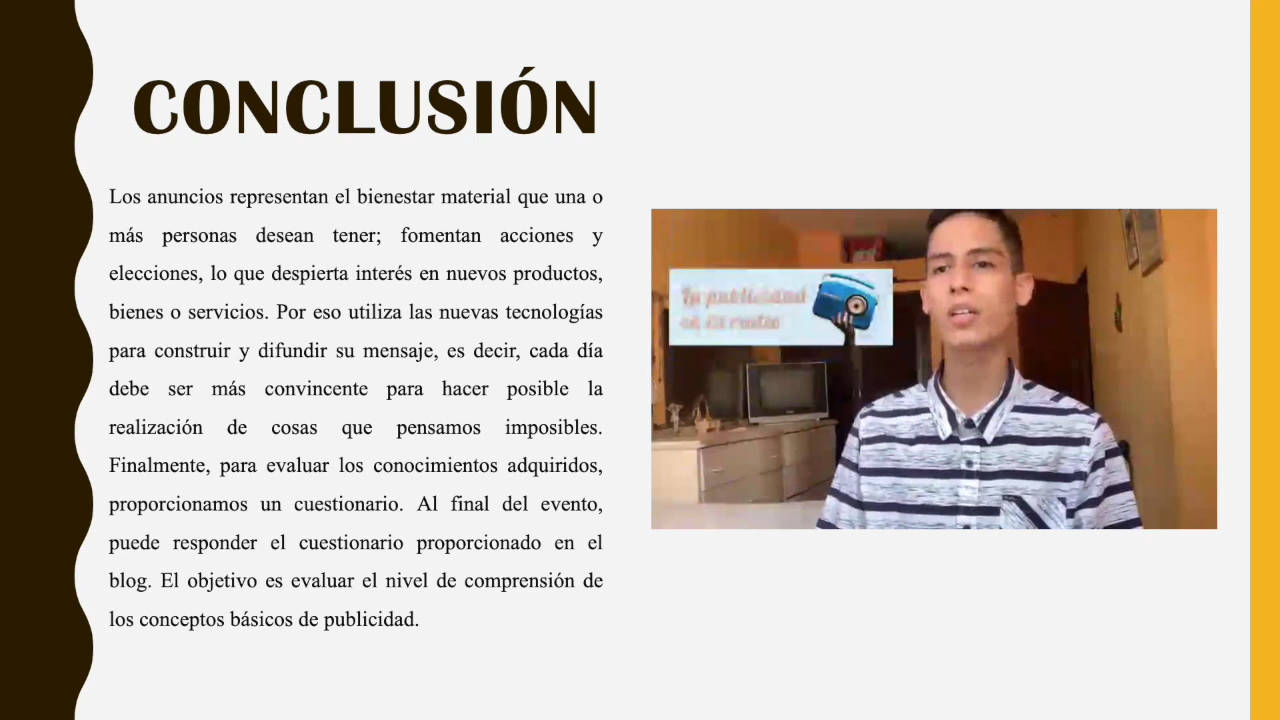 CONCLUSIÓN
Los anuncios representan el bienestar material que una o
más personas desean tener; fomentan acciones y
elecciones, lo que despierta interés en nuevos productos,
bienes o servicios. Por eso utiliza las nuevas tecnologías
para construir y difundir su mensaje, es decir, cada día
debe ser más convincente para hacer posible la
realización de cosas que pensamos imposibles.
Finalmente, para evaluar los conocimientos adquiridos,
proporcionamos un cuestionario. Al final del evento,
puede responder el cuestionario proporcionado en el
blog. El objetivo es evaluar el nivel de comprensión de
los conceptos básicos de publicidad.
La publicidad
en la radio